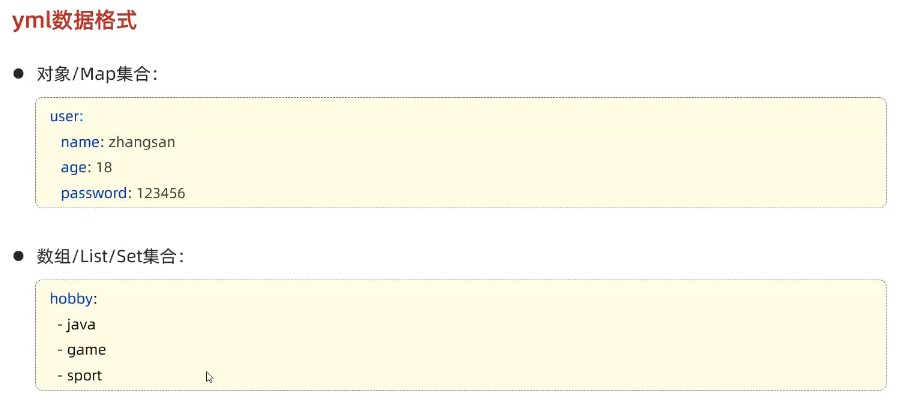 yml数据格式
● 对象/Map集合：
user:
name: zhangsan
age: 18
password: 123456
● 数组/List/Set集合：
hobby:
- java
- game
- sport